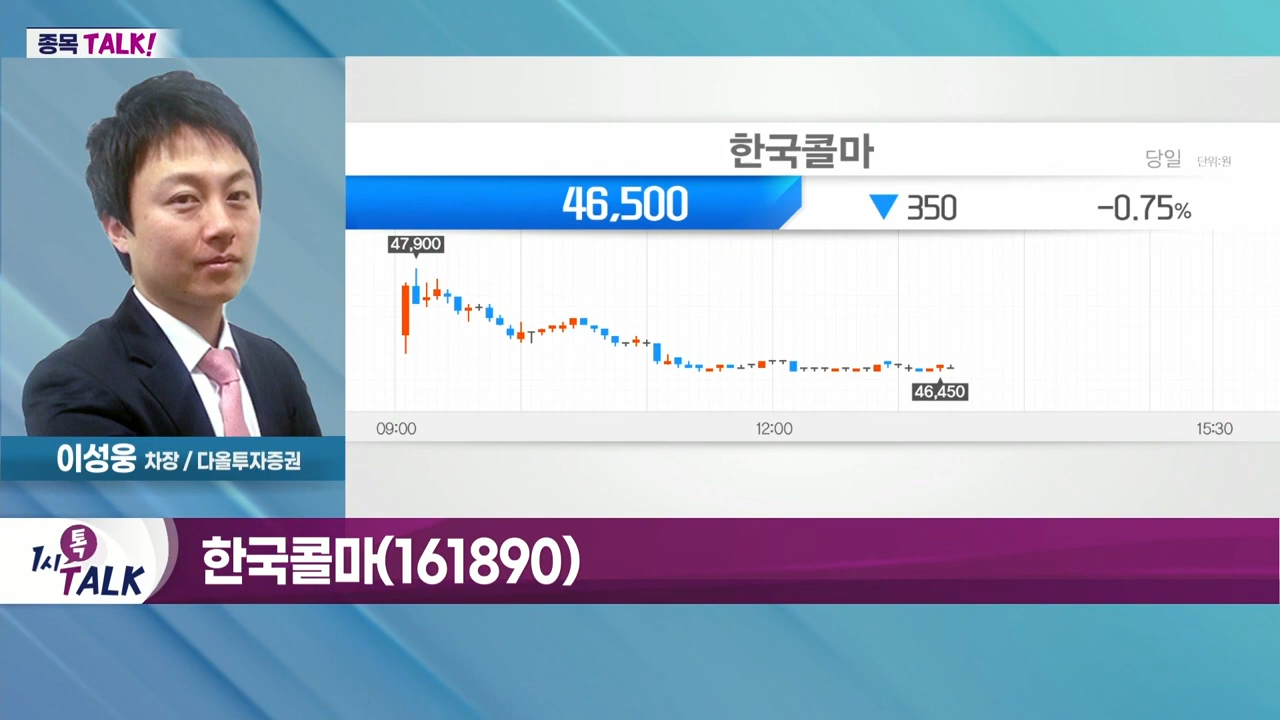 종목 TALK!
한국콜마
당일 단위:원
46,500 ▼ 350 -0.75%
47,900
46,450
09:00 12:00 15:30
이성웅 차장 / 다올투자증권
1시 톡 TALK
한국콜마(161890)